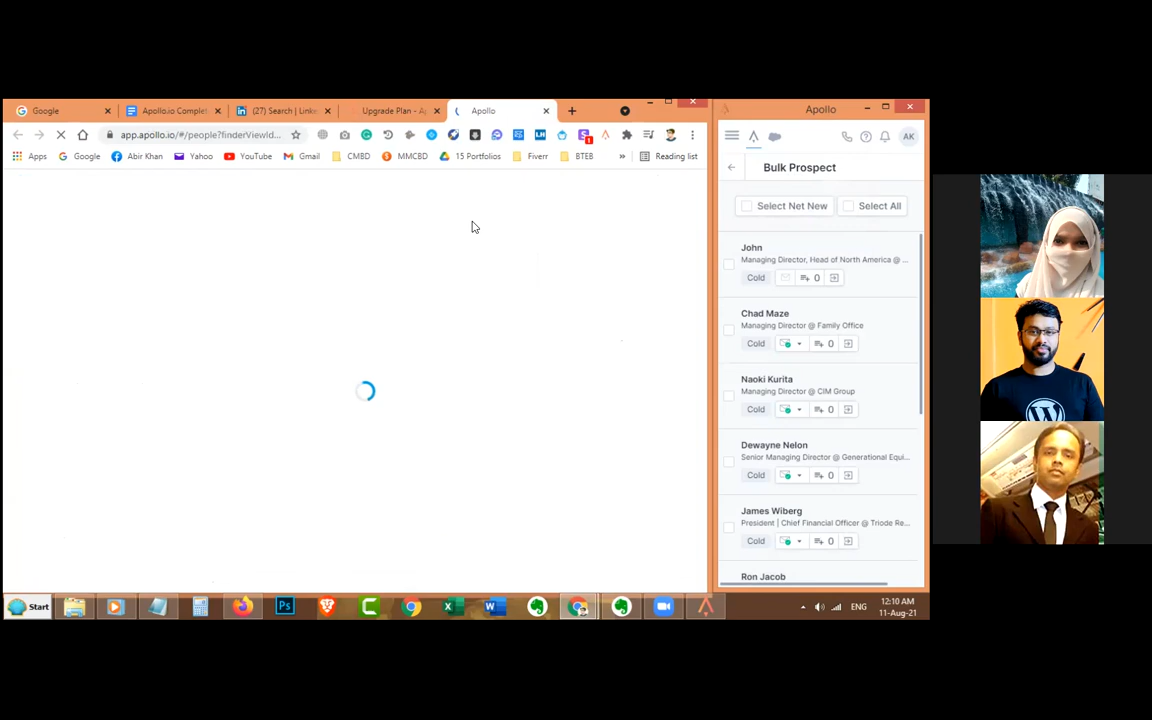 Google
Apollo.io Complet
(27) Search | Linke
Upgrade Plan - Ap
Apollo
app.apollo.io/#/people?finderViewId...
Apps
Google
Abir Khan
Yahoo
YouTube
Gmail
CMBD
MMCBD
15 Portfolios
Fiverr
BTEB
»
Reading list
Apollo
AK
Bulk Prospect
Select Net New
Select All
John
Managing Director, Head of North America @ ...
Cold
0
Chad Maze
Managing Director @ Family Office
Cold
0
Naoki Kurita
Managing Director @ CIM Group
Cold
0
Dewayne Nelon
Senior Managing Director @ Generational Equi...
Cold
0
James Wiberg
President | Chief Financial Officer @ Triode Re...
Cold
0
Ron Jacob
Start
Ps
ENG
12:10 AM
11-Aug-21